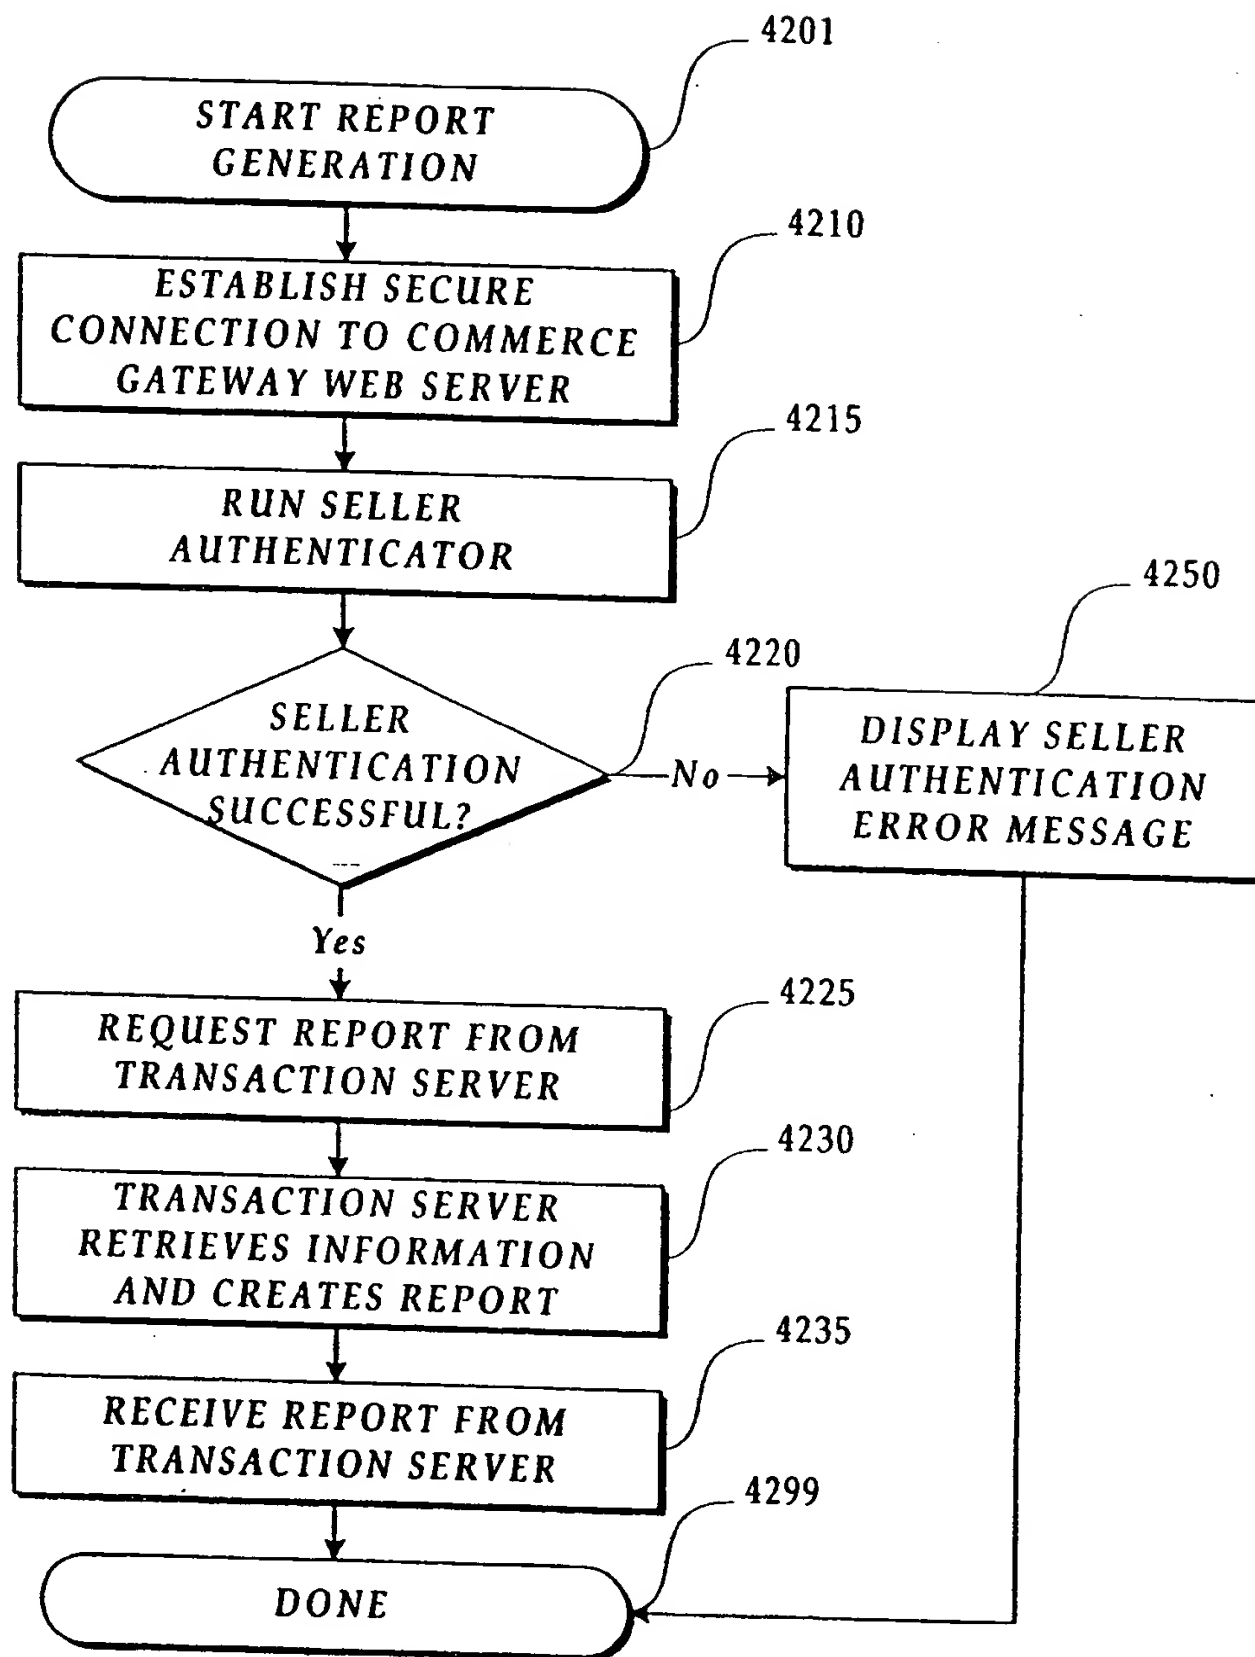 4201
START REPORT
GENERATION
4210
ESTABLISH SECURE
CONNECTION TO COMMERCE
GATEWAY WEB SERVER
4215
RUN SELLER
AUTHENTICATOR
4220
SELLER
AUTHENTICATION
SUCCESSFUL?
No
4250
DISPLAY SELLER
AUTHENTICATION
ERROR MESSAGE
Yes
4225
REQUEST REPORT FROM
TRANSACTION SERVER
4230
TRANSACTION SERVER
RETRIEVES INFORMATION
AND CREATES REPORT
4235
RECEIVE REPORT FROM
TRANSACTION SERVER
4299
DONE